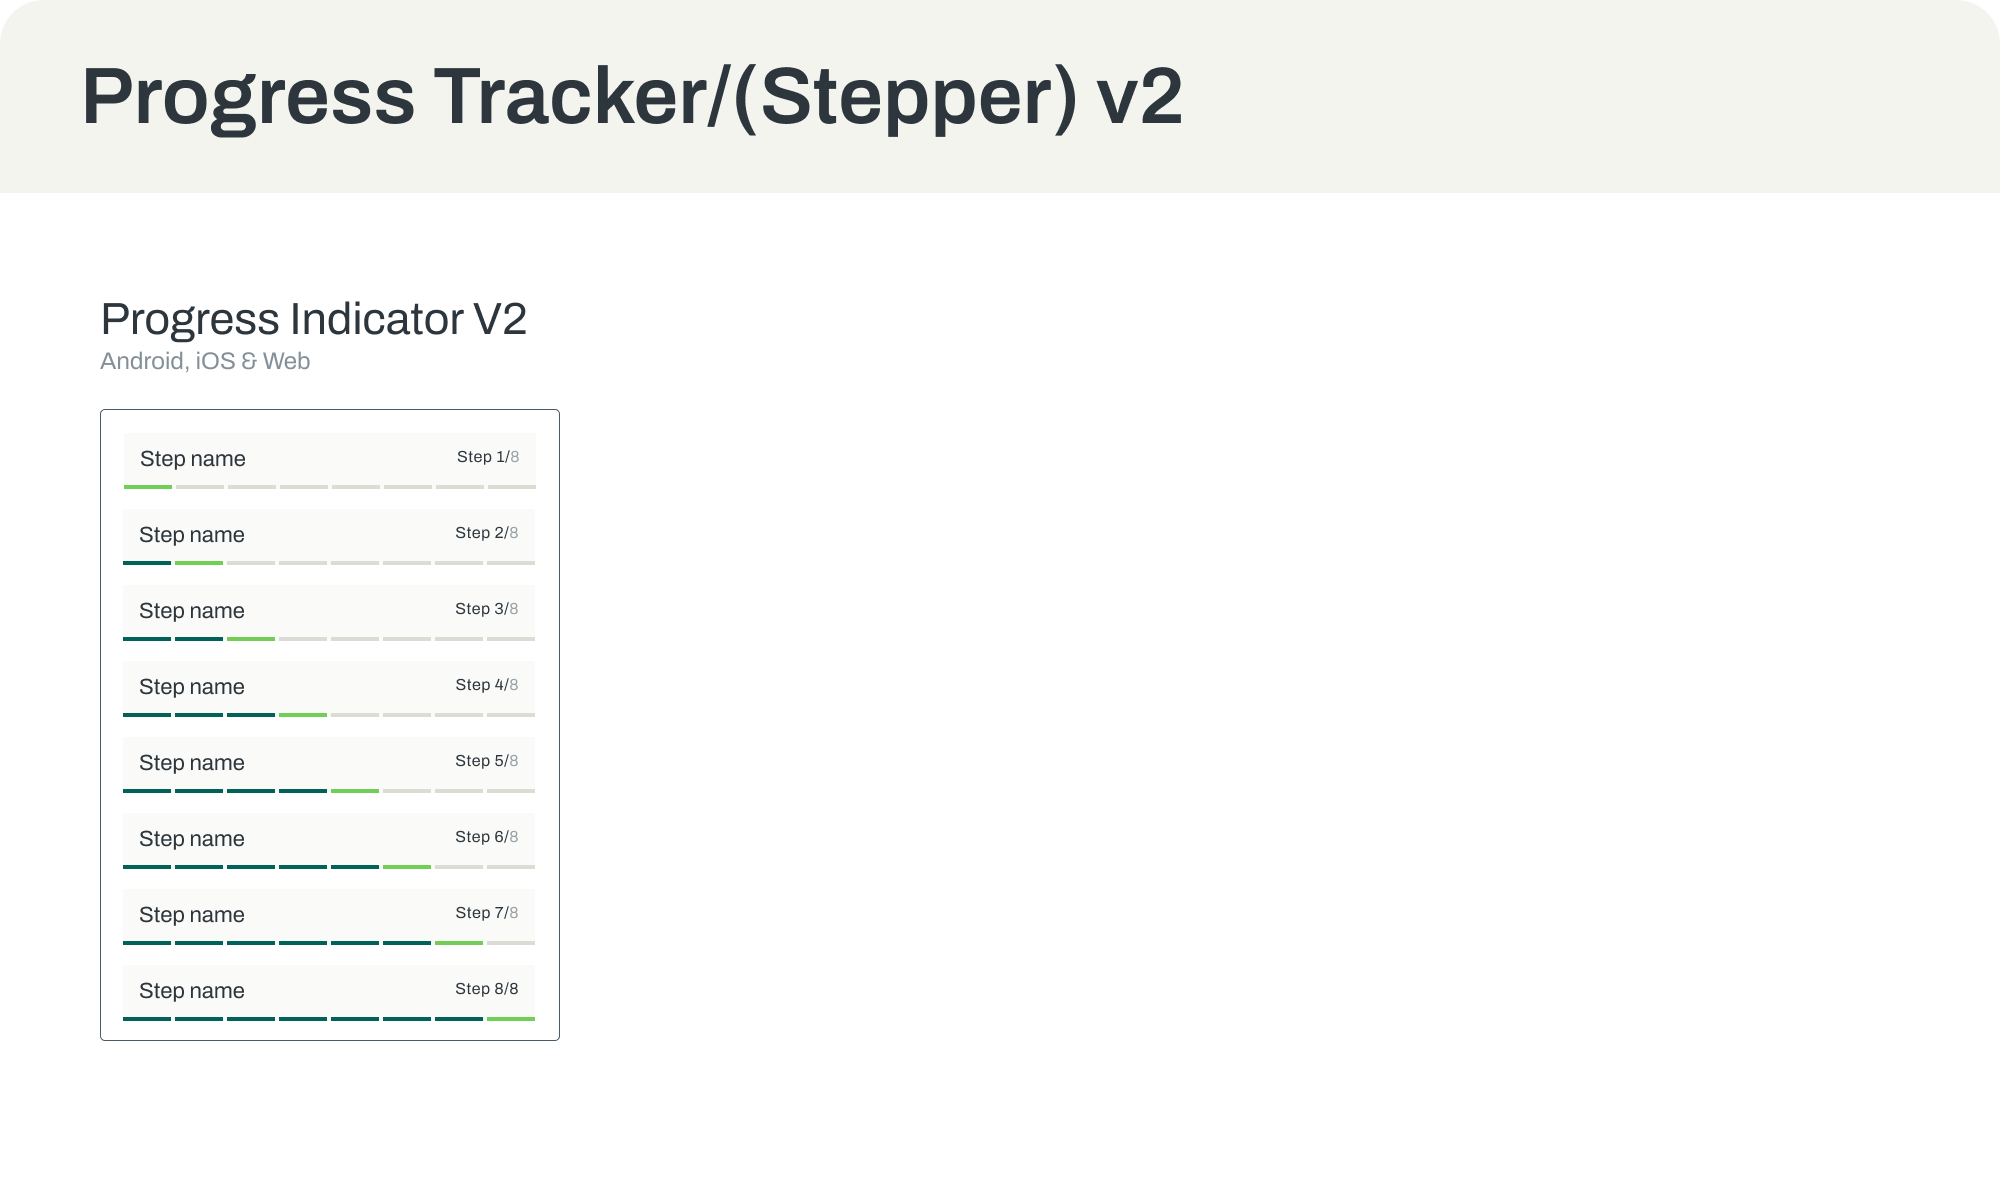 Progress Tracker/(Stepper) v2
Progress Indicator V2
Android, iOS & Web
Step name Step 1/8
Step name Step 2/8
Step name Step 3/8
Step name Step 4/8
Step name Step 5/8
Step name Step 6/8
Step name Step 7/8
Step name Step 8/8